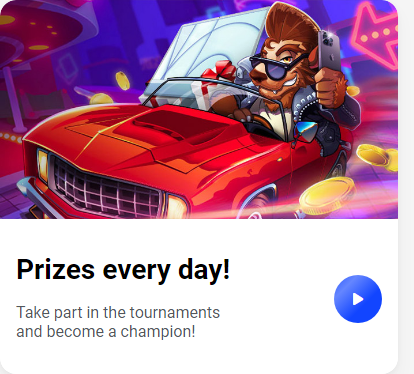 Prizes every day!
Take part in the tournaments
and become a champion!